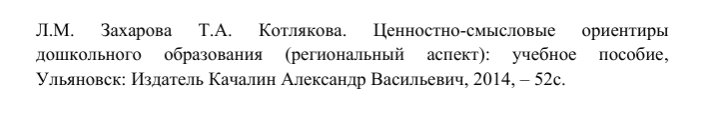 Л.М. Захарова Т.А. Котлякова. Ценностно-смысловые ориентиры
дошкольного образования (региональный аспект): учебное пособие,
Ульяновск: Издатель Качалин Александр Васильевич, 2014, – 52с.